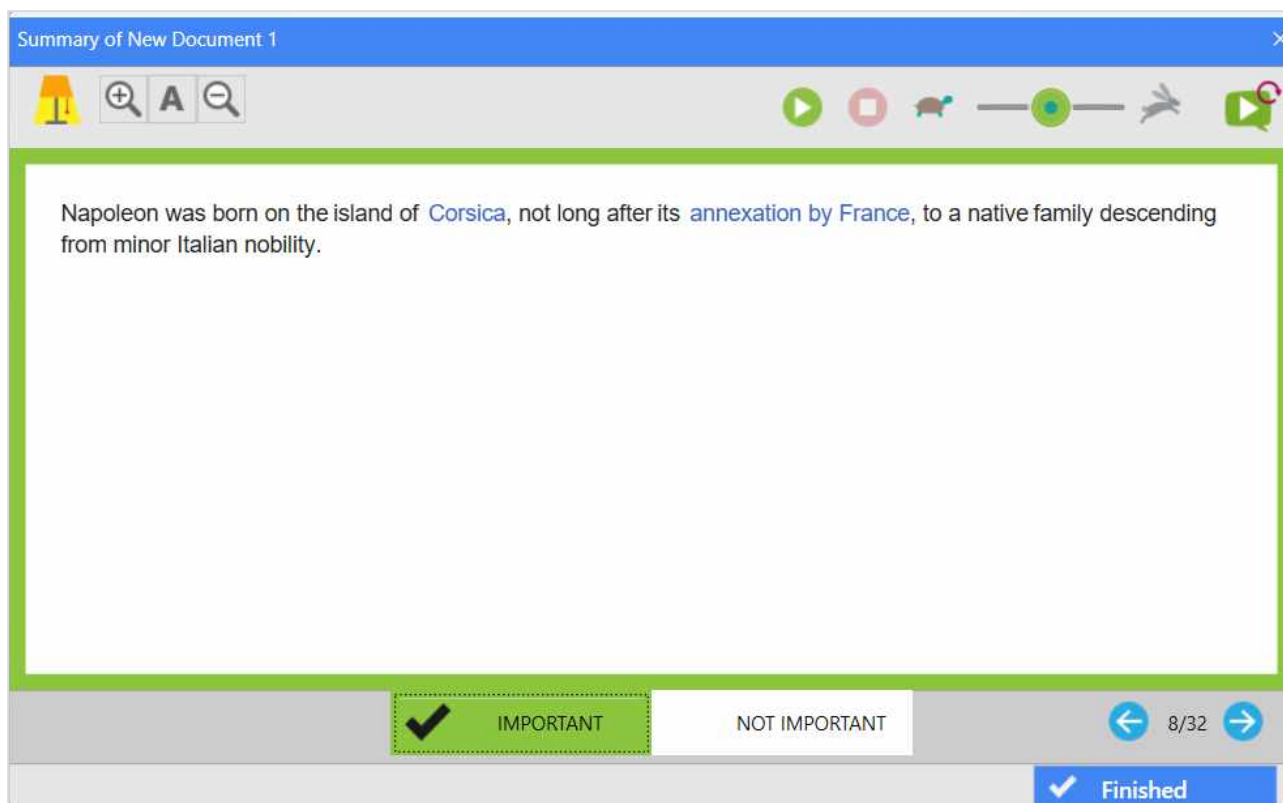 Summary of New Document 1
A
Napoleon was born on the island of Corsica, not long after its annexation by France, to a native family descending
from minor Italian nobility.
IMPORTANT
NOT IMPORTANT
8/32
Finished